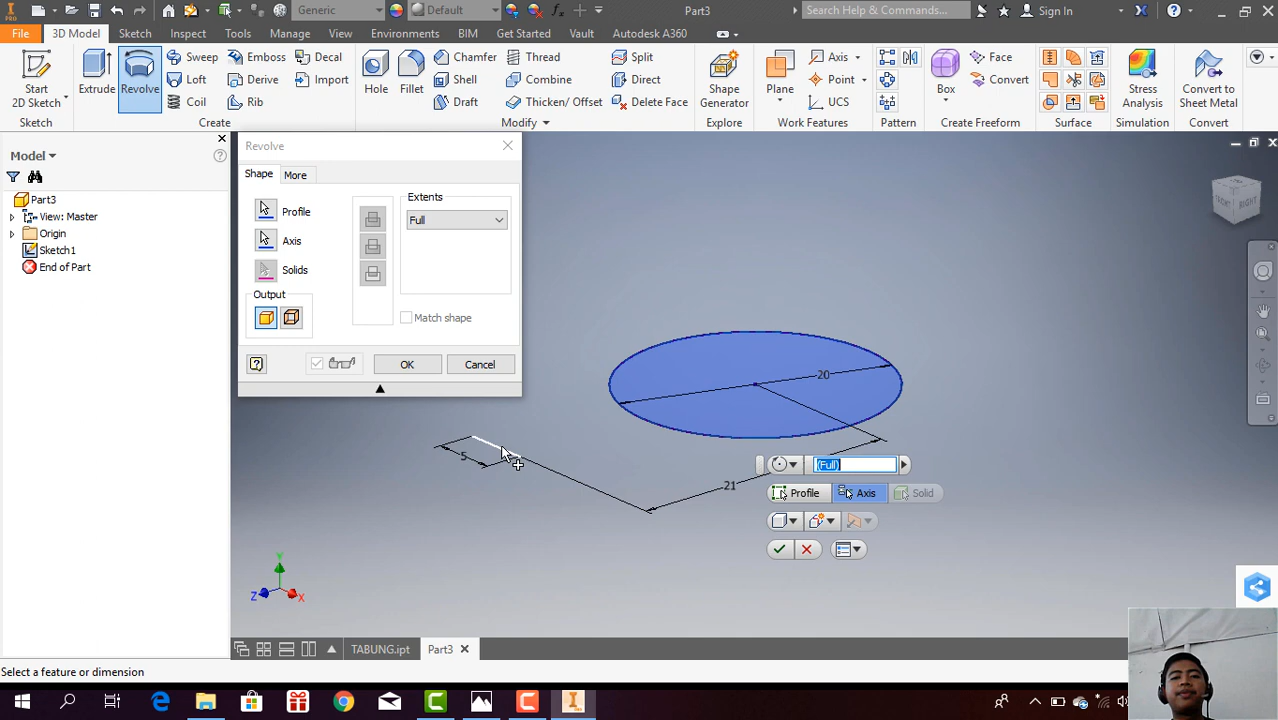 PRO
Generic
Default
Part3
Search Help & Commands...
Sign In
File
3D Model
Sketch
Inspect
Tools
Manage
View
Environments
BIM
Get Started
Vault
Autodesk A360
Start
2D Sketch
Sketch
Extrude
Revolve
Sweep
Emboss
Decal
Loft
Derive
Import
Coil
Rib
Create
Hole
Fillet
Chamfer
Thread
Split
Shell
Combine
Direct
Draft
Thicken/ Offset
Delete Face
Modify
Shape
Generator
Explore
Plane
Axis
Point
UCS
Work Features
Pattern
Box
Face
Convert
Create Freeform
Surface
Stress
Analysis
Simulation
Convert to
Sheet Metal
Convert
Model
Part3
View: Master
Origin
Sketch1
End of Part
Revolve
Shape
More
Profile
Axis
Solids
Output
Extents
Full
Match shape
OK
Cancel
RIGHT
20
5
21
(Full)
Profile
Axis
Solid
Y
Z
X
TABUNG.ipt
Part3
Select a feature or dimension